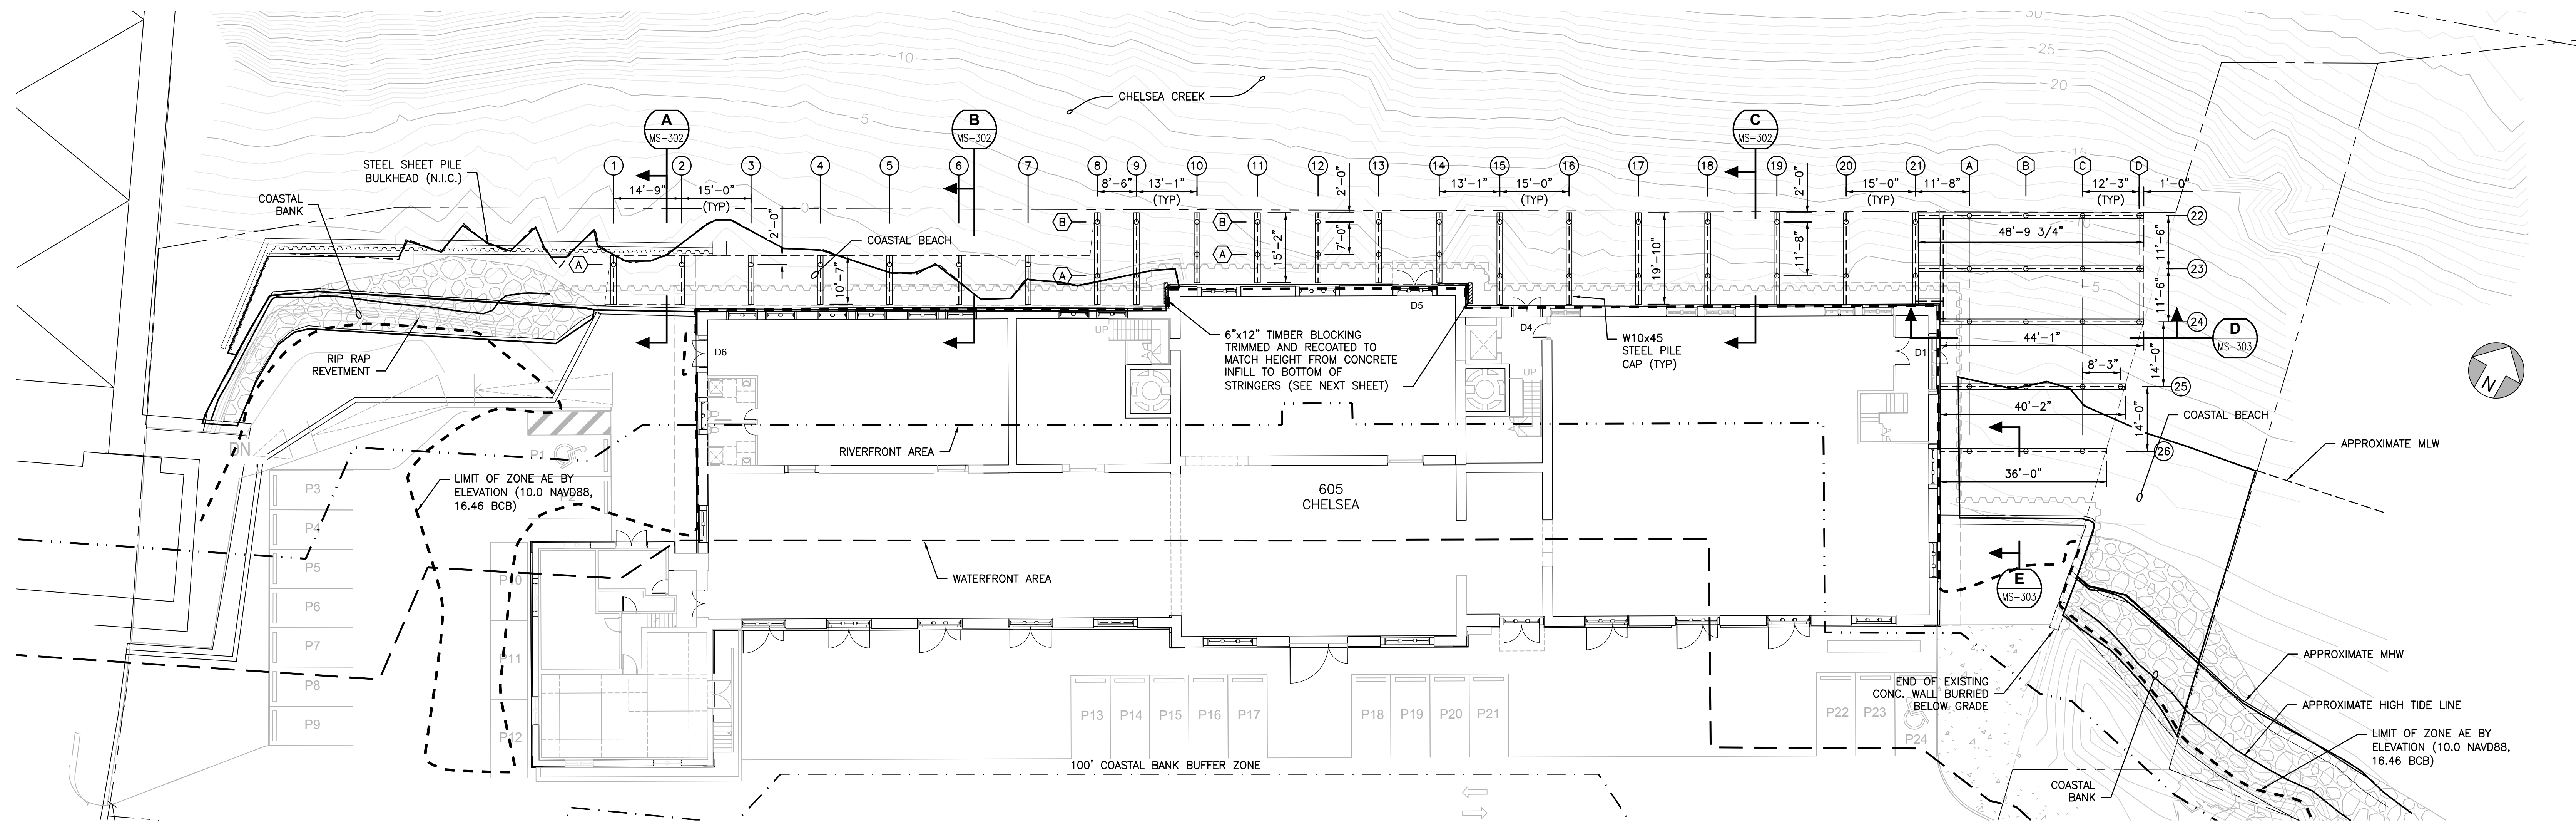 -30
-25
-20
-15
-10
-5
0
10
5
CHELSEA CREEK
A
MS-302
B
MS-302
C
MS-302
STEEL SHEET PILE
BULKHEAD (N.I.C.)
COASTAL
BANK
1
2
3
4
5
6
7
8
9
10
11
12
13
14
15
16
17
18
19
20
21
A
B
C
D
14'-9"
15'-0"
(TYP)
2'-0"
8'-6"
13'-1"
(TYP)
2'-0"
13'-1"
15'-0"
(TYP)
2'-0"
15'-0"
(TYP)
11'-8"
12'-3"
(TYP)
1'-0"
A
B
A
B
A
COASTAL BEACH
10'-7"
15'-2"
7'-0"
19'-10"
11'-8"
48'-9 3/4"
11'-6"
11'-6"
22
23
24
44'-1"
14'-0"
8'-3"
25
40'-2"
14'-0"
26
36'-0"
D
MS-303
N
COASTAL BEACH
APPROXIMATE MLW
RIP RAP
REVETMENT
D6
UP
D5
D4
UP
D1
6"x12" TIMBER BLOCKING
TRIMMED AND RECOATED TO
MATCH HEIGHT FROM CONCRETE
INFILL TO BOTTOM OF
STRINGERS (SEE NEXT SHEET)
W10x45
STEEL PILE
CAP (TYP)
RIVERFRONT AREA
DN
P1
P2
P3
P4
P5
P6
P7
P8
P9
P10
P11
P12
LIMIT OF ZONE AE BY
ELEVATION (10.0 NAVD88,
16.46 BCB)
605
CHELSEA
WATERFRONT AREA
E
MS-303
P13
P14
P15
P16
P17
P18
P19
P20
P21
P22
P23
P24
END OF EXISTING
CONC. WALL BURRIED
BELOW GRADE
APPROXIMATE MHW
APPROXIMATE HIGH TIDE LINE
LIMIT OF ZONE AE BY
ELEVATION (10.0 NAVD88,
16.46 BCB)
COASTAL
BANK
100' COASTAL BANK BUFFER ZONE